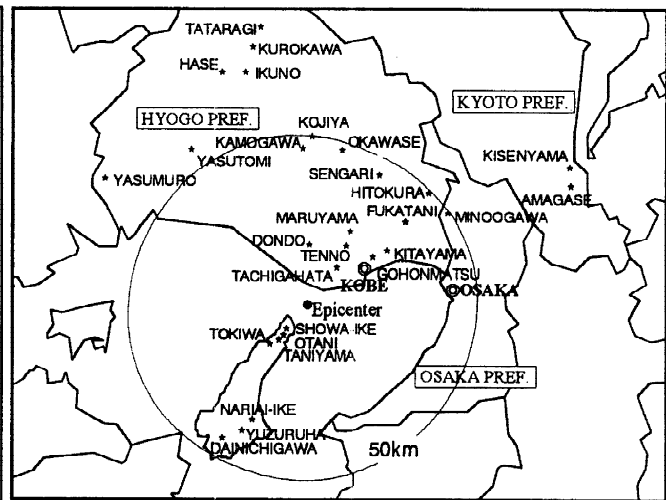 TATARAGI
KUROKAWA
HASE
IKUNO
KYOTO PREF.
HYOGO PREF.
KOJIYA
KAMOGAWA
OKAWASE
YASUTOMI
KISENYAMA
YASUMURO
SENGARI
HITOKURA
AMAGASE
FUKATANI
MINOOGAWA
MARUYAMA
DONDO
TENNO
KITAYAMA
TACHIGAHATA
GOHONMATSU
KOBE
OSAKA
Epicenter
TOKIWA
SHOWA-IKE
OTANI
TANIYAMA
OSAKA PREF.
NARIAI-IKE
YUZURUHA
DAINICHIGAWA
50km